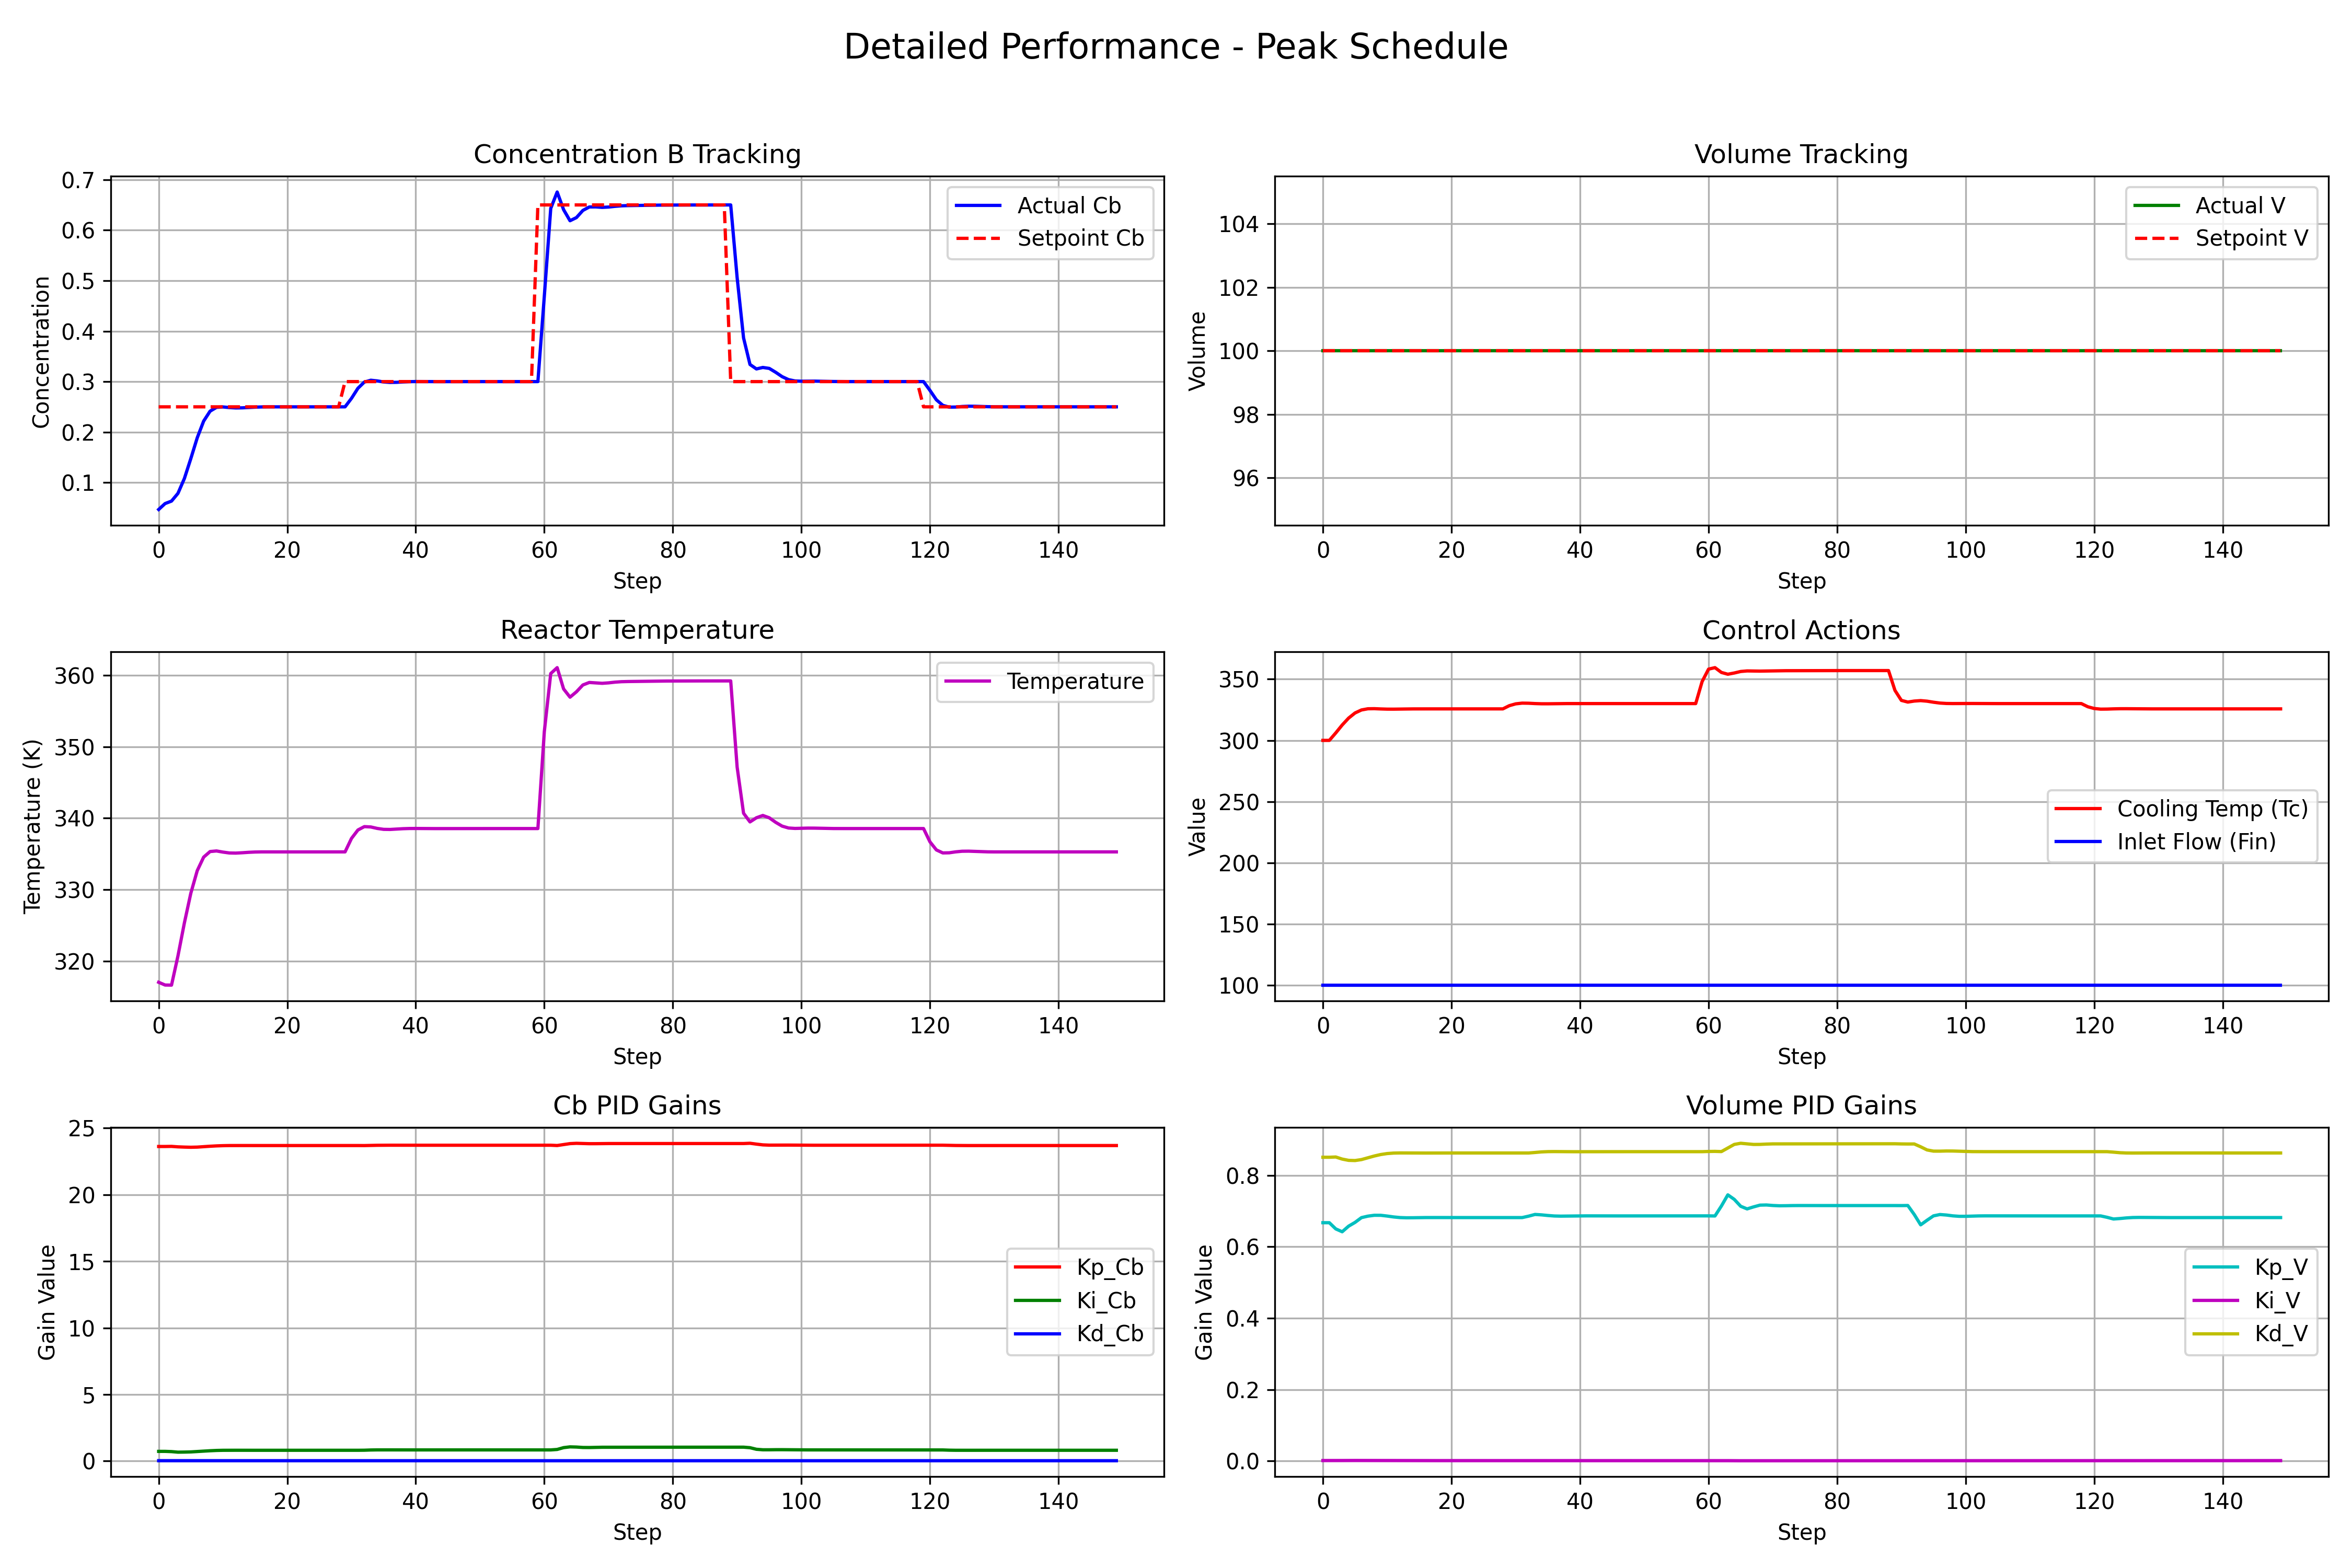 Detailed Performance - Peak Schedule
Concentration B Tracking
Concentration
0.7
0.6
0.5
0.4
0.3
0.2
0.1
Actual Cb
Setpoint Cb
0 20 40 60 80 100 120 140
Step
Volume Tracking
Volume
104
102
100
98
96
Actual V
Setpoint V
0 20 40 60 80 100 120 140
Step
Reactor Temperature
Temperature (K)
360
350
340
330
320
Temperature
0 20 40 60 80 100 120 140
Step
Control Actions
Value
350
300
250
200
150
100
Cooling Temp (Tc)
Inlet Flow (Fin)
0 20 40 60 80 100 120 140
Step
Cb PID Gains
Gain Value
25
20
15
10
5
0
Kp_Cb
Ki_Cb
Kd_Cb
0 20 40 60 80 100 120 140
Step
Volume PID Gains
Gain Value
0.8
0.6
0.4
0.2
0.0
Kp_V
Ki_V
Kd_V
0 20 40 60 80 100 120 140
Step